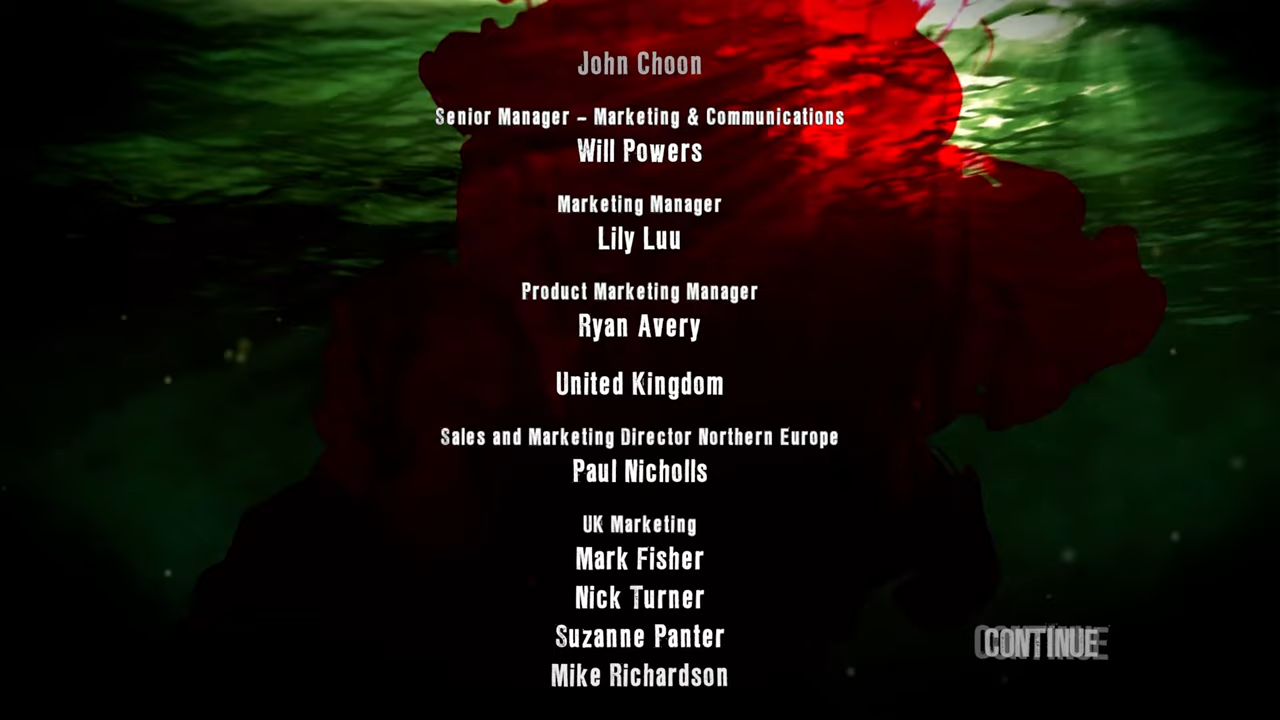 John Choon
Senior Manager – Marketing & Communications
Will Powers
Marketing Manager
Lily Luu
Product Marketing Manager
Ryan Avery
United Kingdom
Sales and Marketing Director Northern Europe
Paul Nicholls
UK Marketing
Mark Fisher
Nick Turner
Suzanne Panter
CONTINUE
Mike Richardson